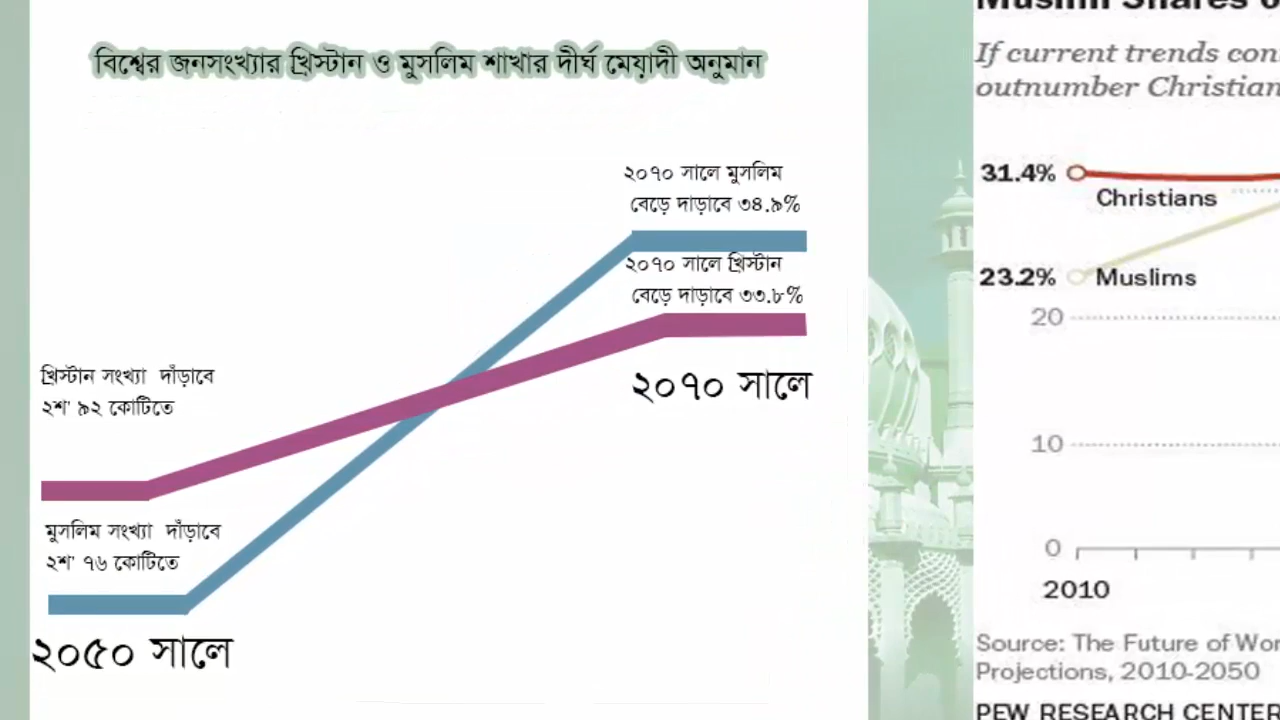 বিশ্বের জনসংখ্যার খ্রিস্টান ও মুসলিম শাখার দীর্ঘ মেয়াদী অনুমান
২০৭০ সালে মুসলিম
বেড়ে দাড়াবে ৩৪.৯%
২০৭০ সালে খ্রিস্টান
বেড়ে দাড়াবে ৩৩.৮%
২০৭০ সালে
খ্রিস্টান সংখ্যা দাঁড়াবে
২শ' ৯২ কোটিতে
মুসলিম সংখ্যা দাঁড়াবে
২শ' ৭৬ কোটিতে
২০৫০ সালে
Muslim Shares o
If current trends con
outnumber Christian
31.4%
Christians
23.2%
Muslims
20
10
0
2010
Source: The Future of Wor
Projections, 2010-2050
PEW RESEARCH CENTER